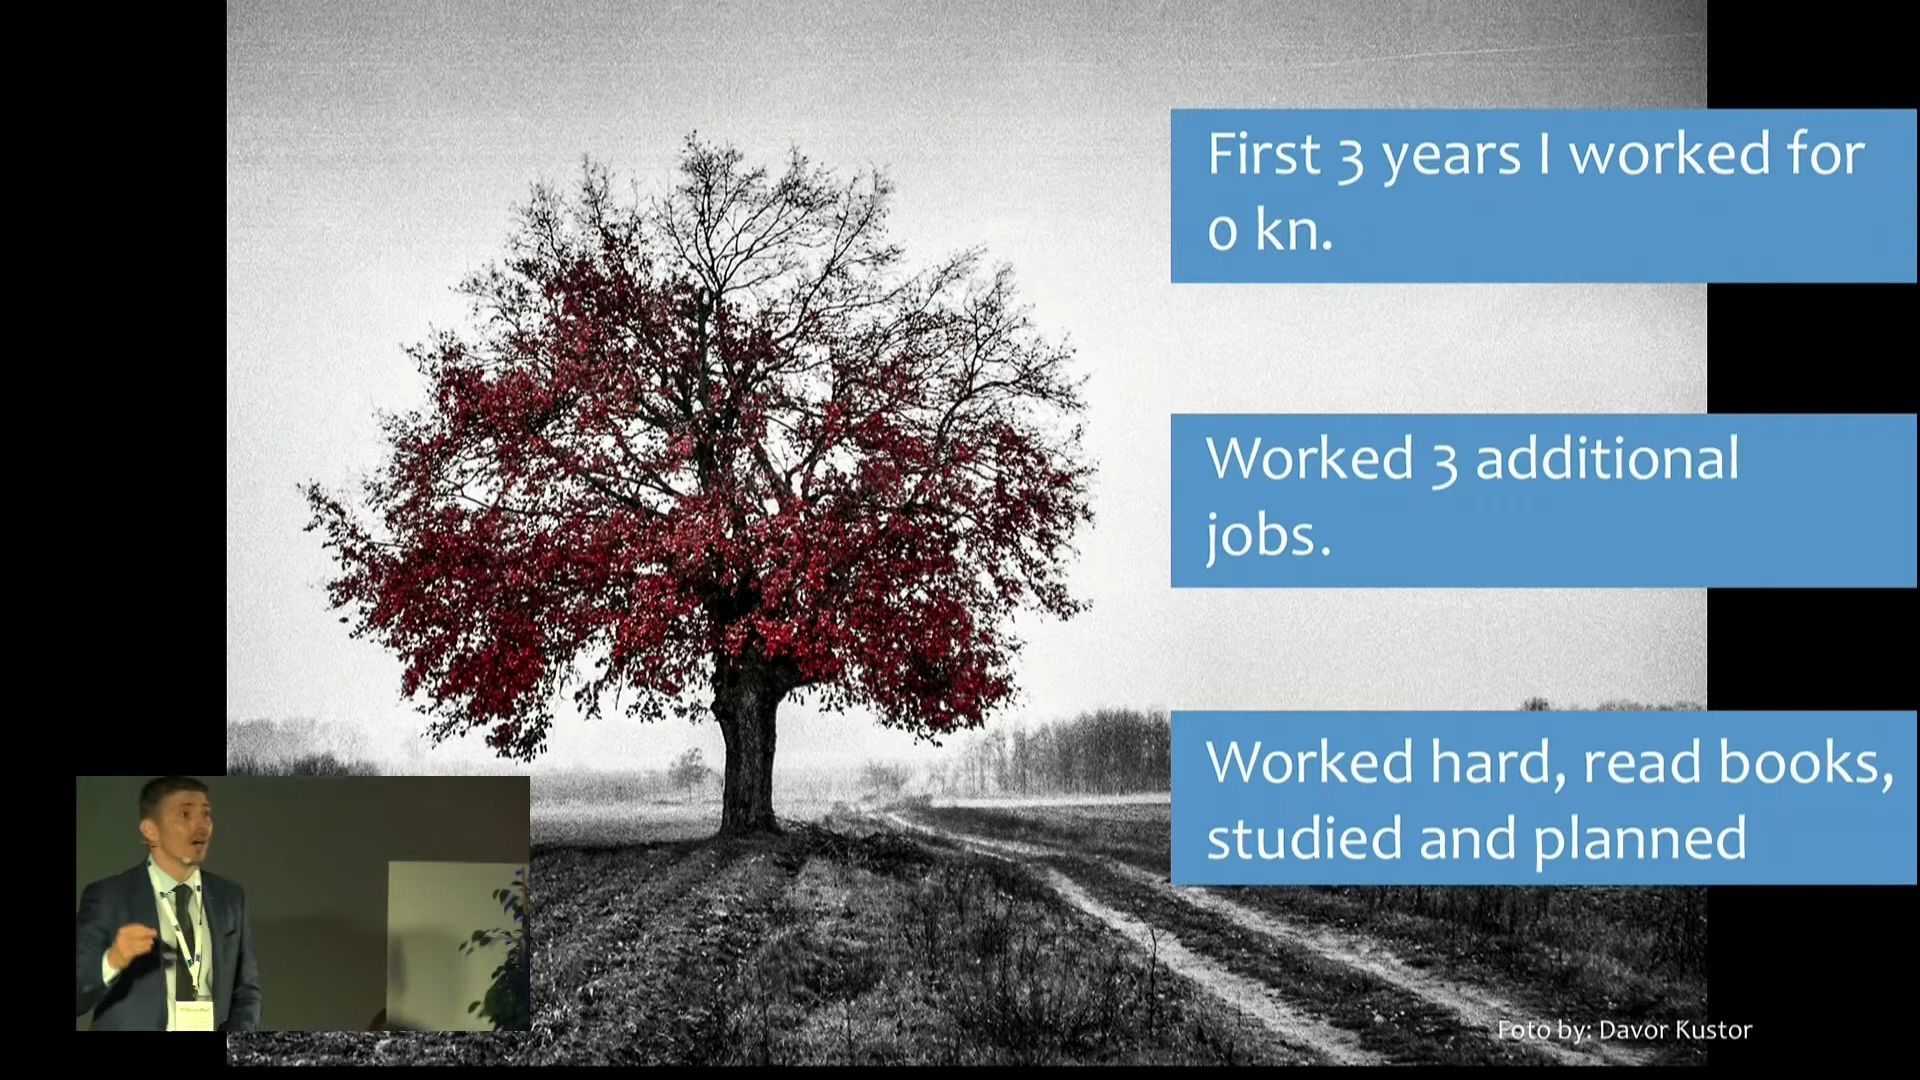 First 3 years I worked for
0 kn.
Worked 3 additional
jobs.
Worked hard, read books,
studied and planned
Foto by: Davor Kustor